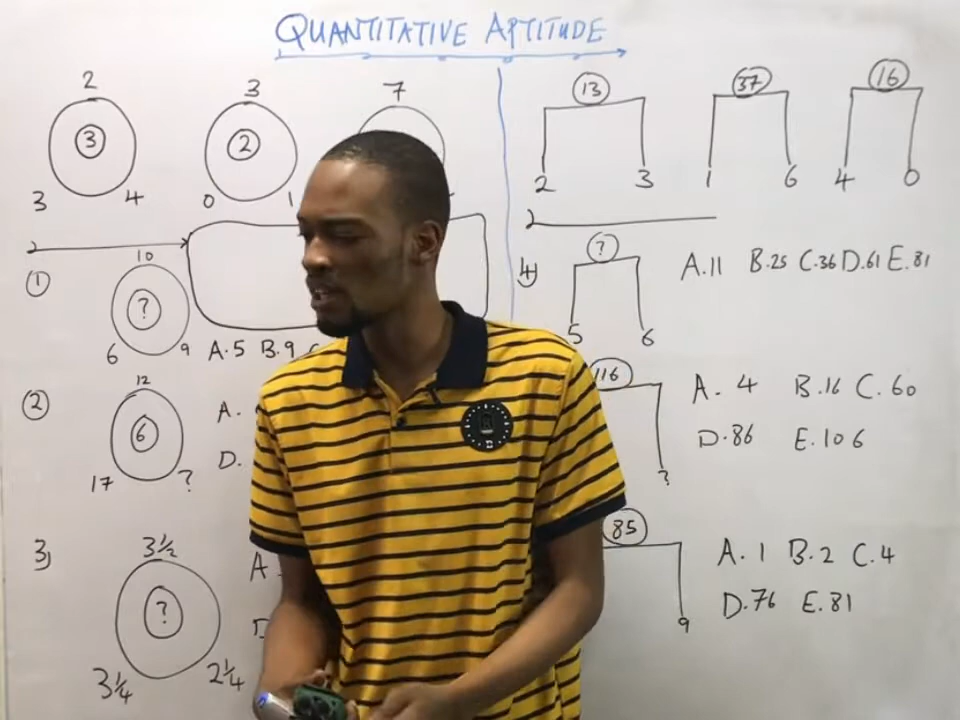 QUANTITATIVE APTITUDE
2 3 7
3 2
3 4 0 1
13 37 16
2 3 1 6 4 0
1 10
?
6 9 A.5 B.9
4) ? A.11 B.25 C.36 D.61 E.81
5 6
2 12 A.
6 D.
17 ?
116 A. 4 B.16 C.60
D.86 E.106
?
3) 3½ A
?
3¼ 2¼
85 A.1 B.2 C.4
D.76 E.81
9